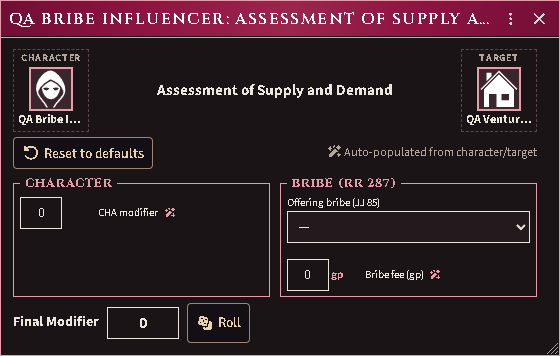 QA BRIBE INFLUENCER: ASSESSMENT OF SUPPLY A...
CHARACTER
QA Bribe I...
Assessment of Supply and Demand
TARGET
QA Ventur...
Reset to defaults
Auto-populated from character/target
CHARACTER
0
CHA modifier
BRIBE (RR 287)
Offering bribe (JJ 85)
—
0 gp
Bribe fee (gp)
Final Modifier
0
Roll